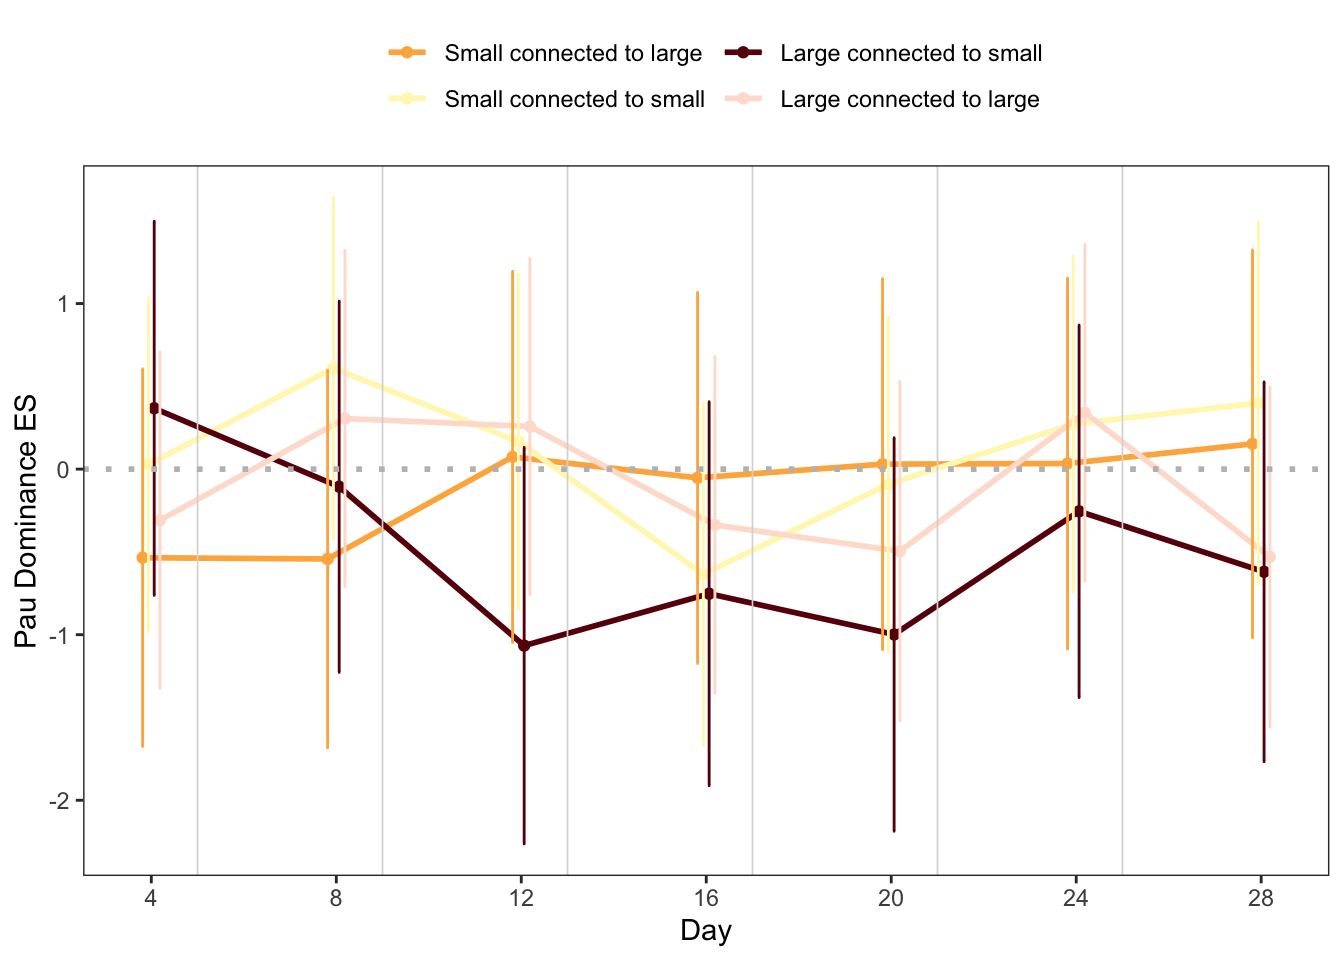 Small connected to large
Large connected to small
Small connected to small
Large connected to large
Pau Dominance ES
1
0
-1
-2
4 8 12 16 20 24 28
Day